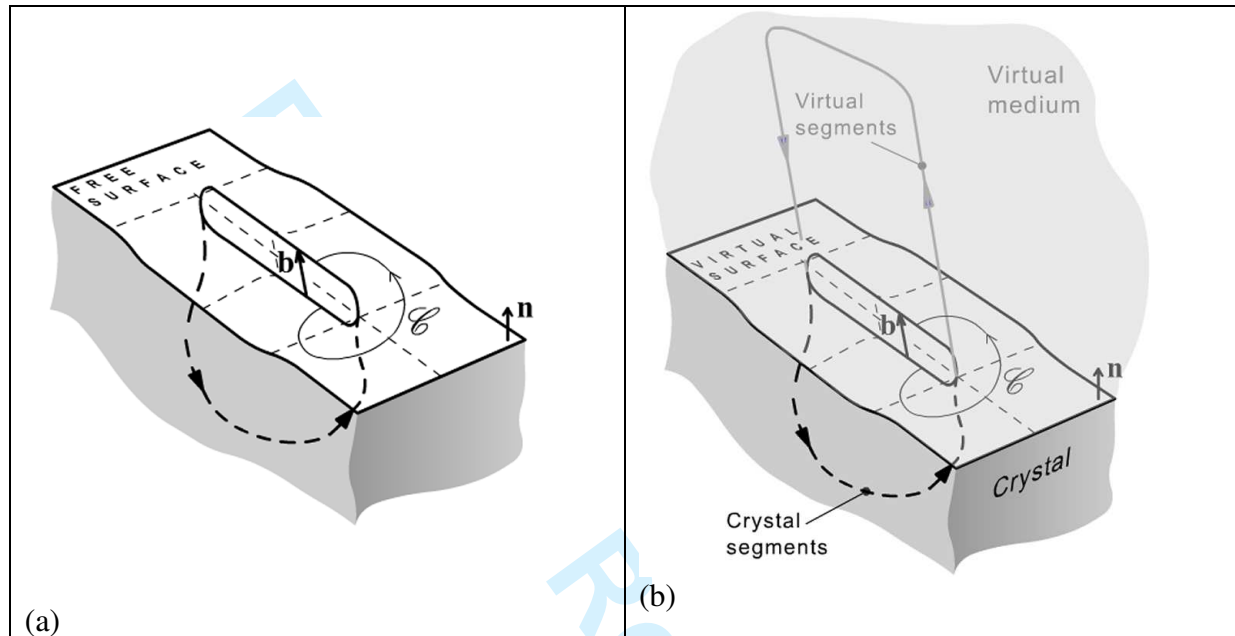 FREE
SURFACE
b
𝒞
n
(a)
Virtual
medium
Virtual
segments
VIRTUAL
SURFACE
b
𝒞
n
Crystal
Crystal
segments
(b)